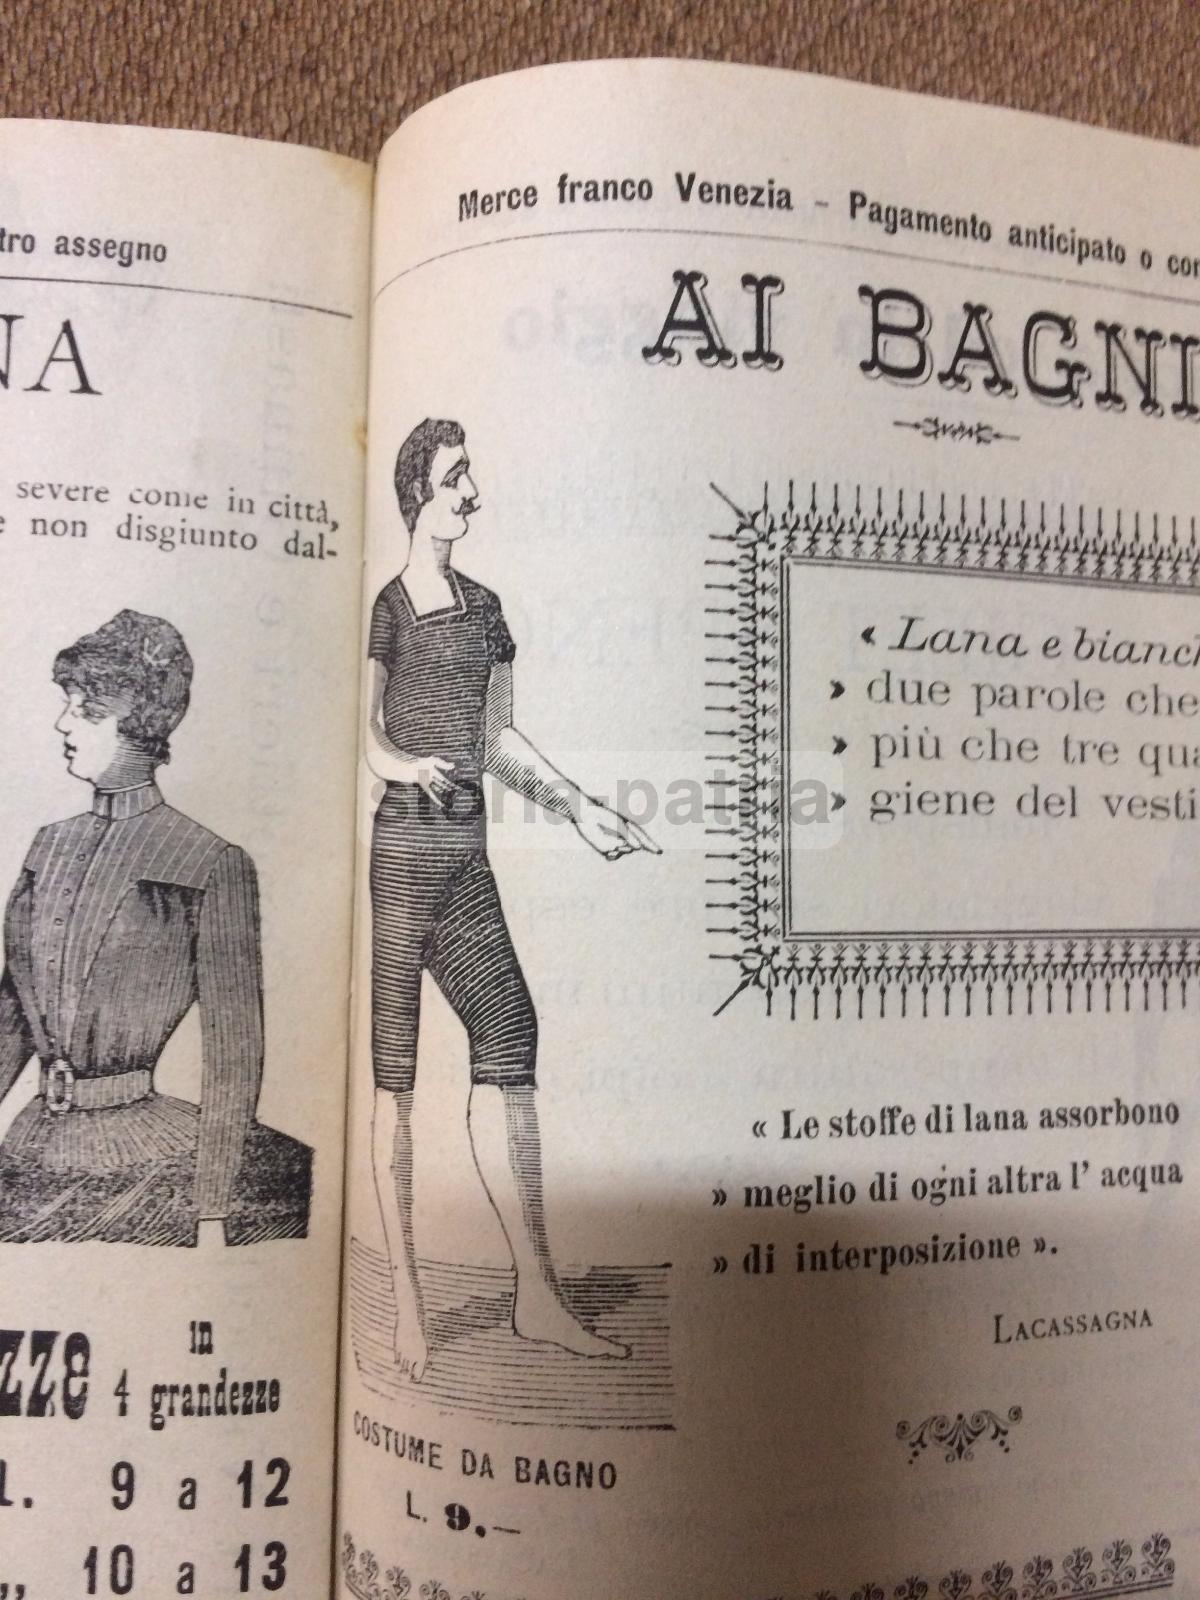 tro assegno
NA
severe come in città,
e non disgiunto dal-
zze in
4 grandezze
L. 9 a 12
„ 10 a 13
Merce franco Venezia – Pagamento anticipato o con
AI BAGNI
« Lana e bianch
» due parole che
» più che tre qua
» giene del vesti
storia-patria
« Le stoffe di lana assorbono
» meglio di ogni altra l' acqua
» di interposizione ».
LACASSAGNA
COSTUME DA BAGNO
L. 9.—